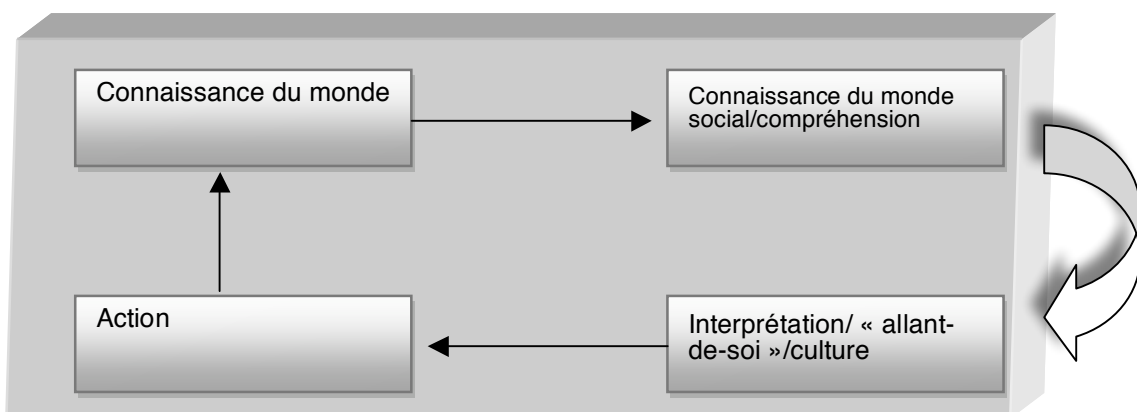 Connaissance du monde
Connaissance du monde
social/compréhension
Action
Interprétation/ « allant-
de-soi »/culture